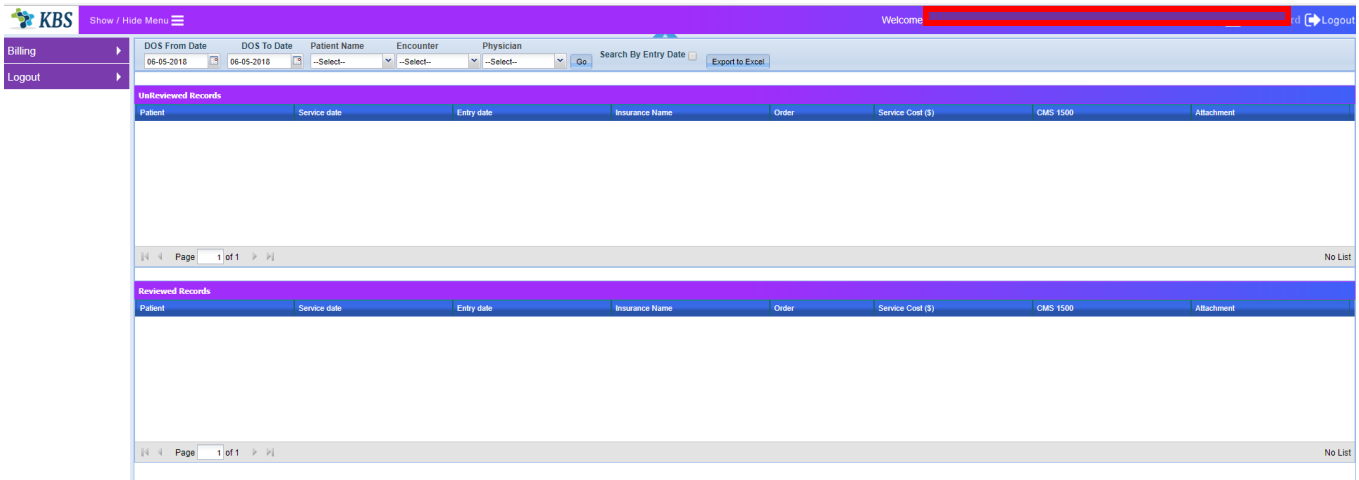 KBS Show / Hide Menu Welcome rd Logout
Billing
Logout
DOS From Date DOS To Date Patient Name Encounter Physician
06-05-2018 06-05-2018 --Select-- --Select-- --Select-- Go Search By Entry Date Export to Excel
UnReviewed Records
Patient Service date Entry date Insurance Name Order Service Cost ($) CMS 1500 Attachment
Page 1 of 1 No List
Reviewed Records
Patient Service date Entry date Insurance Name Order Service Cost ($) CMS 1500 Attachment
Page 1 of 1 No List